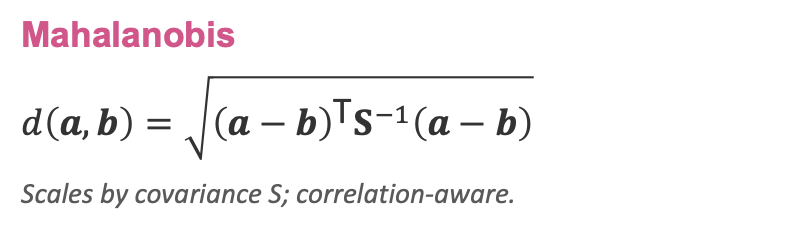 Mahalanobis
d(a, b) = √(a − b)ᵀS⁻¹(a − b)
Scales by covariance S; correlation-aware.